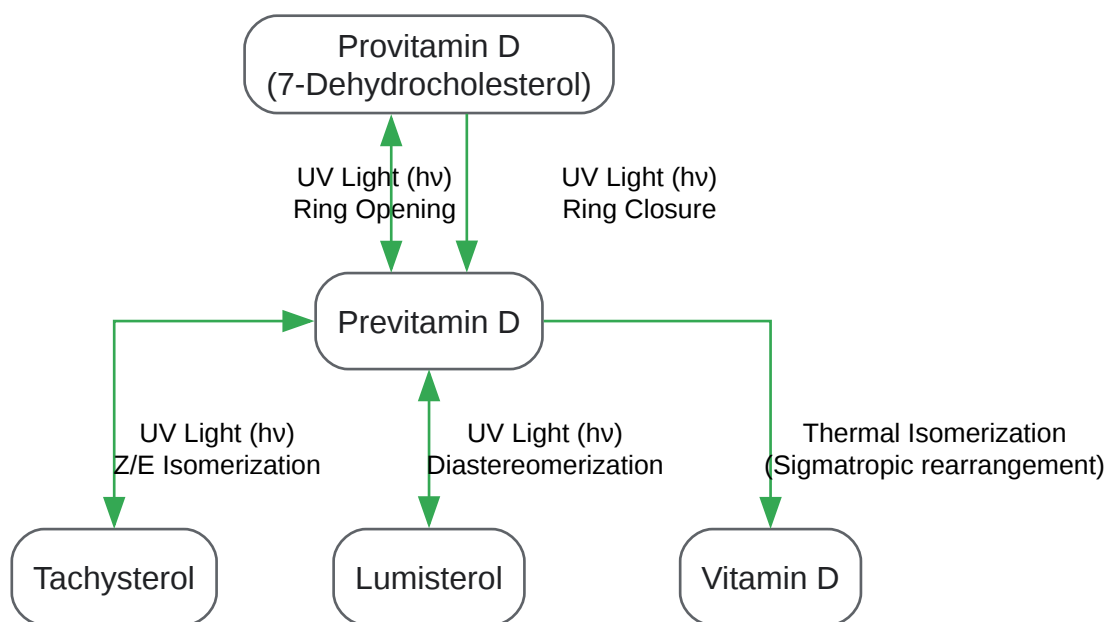 Provitamin D
(7-Dehydrocholesterol)
UV Light (hν)
Ring Opening
UV Light (hν)
Ring Closure
Previtamin D
UV Light (hν)
Z/E Isomerization
UV Light (hν)
Diastereomerization
Thermal Isomerization
(Sigmatropic rearrangement)
Tachysterol
Lumisterol
Vitamin D